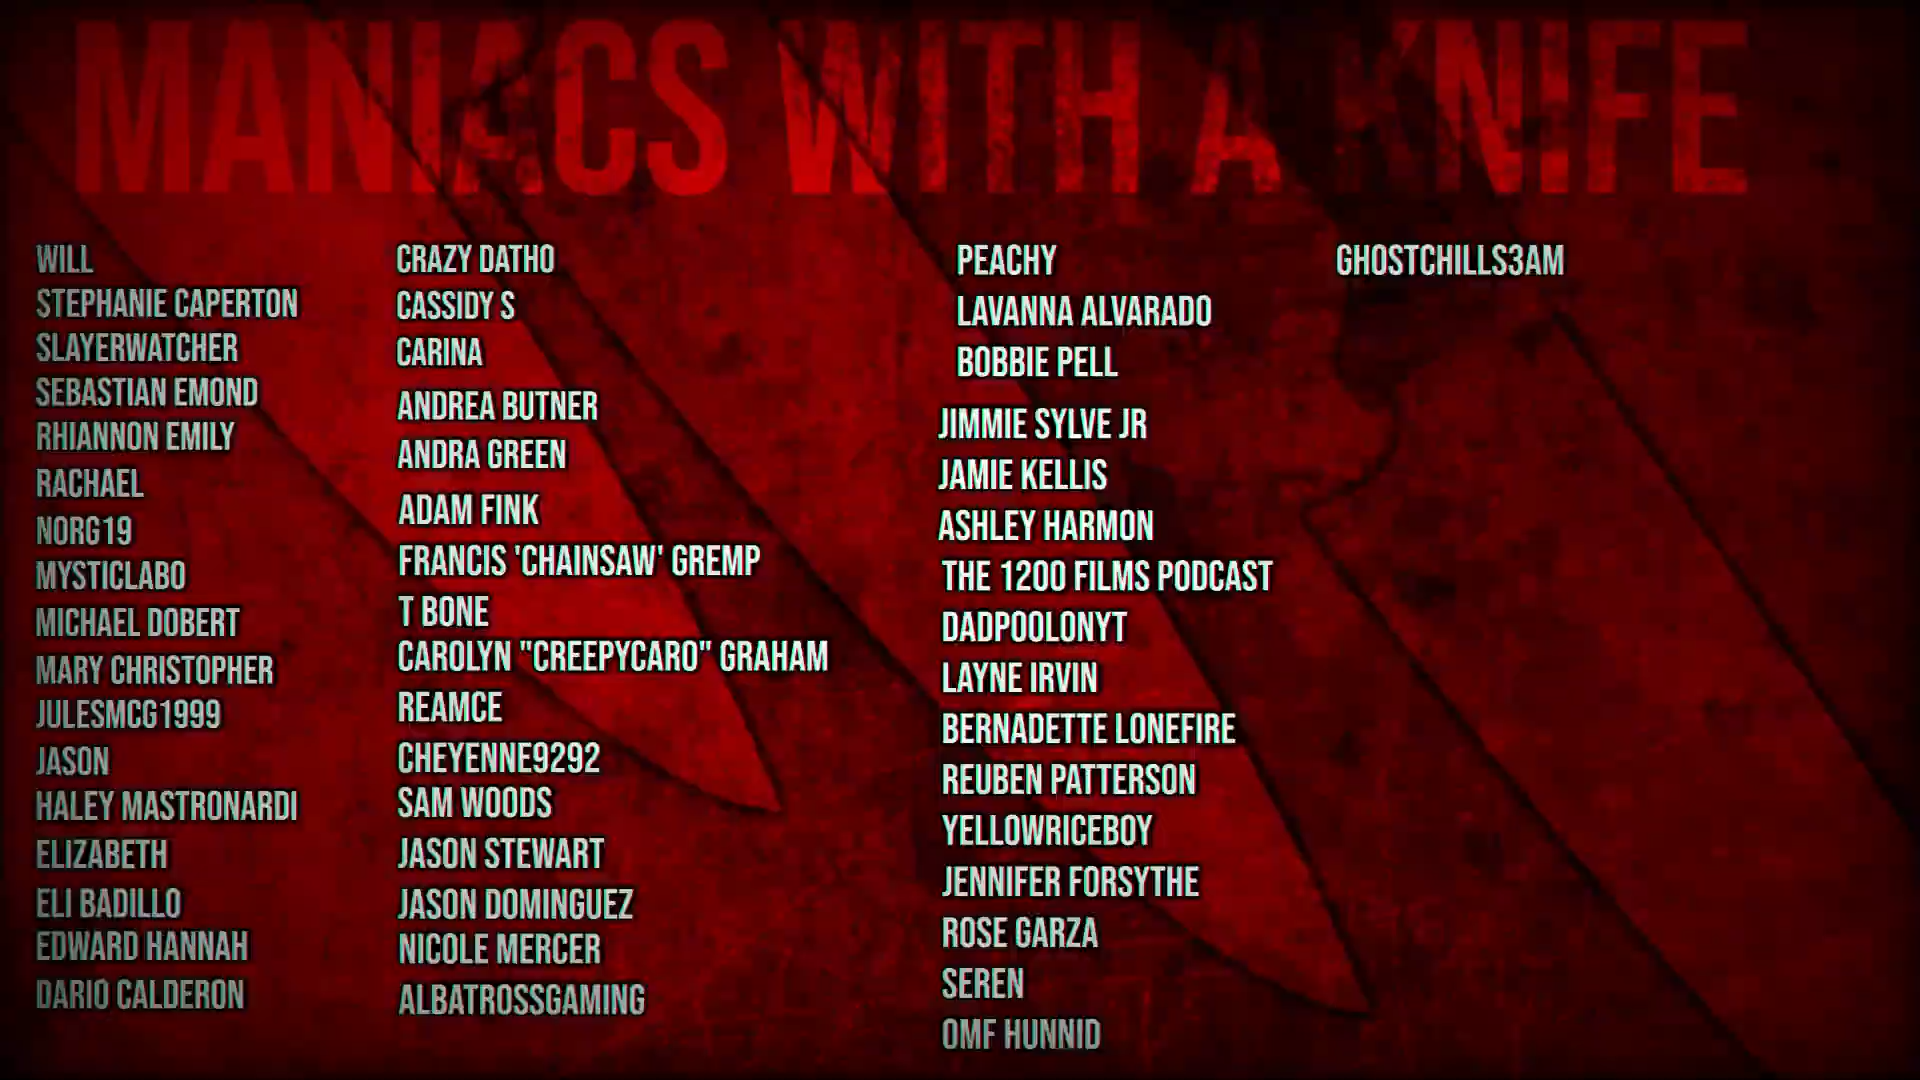 MANIACS WITH A KNIFE
WILL
STEPHANIE CAPERTON
SLAYERWATCHER
SEBASTIAN EMOND
RHIANNON EMILY
RACHAEL
NORG19
MYSTICLABO
MICHAEL DOBERT
MARY CHRISTOPHER
JULESMCG1999
JASON
HALEY MASTRONARDI
ELIZABETH
ELI BADILLO
EDWARD HANNAH
DARIO CALDERON
CRAZY DATHO
CASSIDY S
CARINA
ANDREA BUTNER
ANDRA GREEN
ADAM FINK
FRANCIS 'CHAINSAW' GREMP
T BONE
CAROLYN "CREEPYCARO" GRAHAM
REAMCE
CHEYENNE9292
SAM WOODS
JASON STEWART
JASON DOMINGUEZ
NICOLE MERCER
ALBATROSSGAMING
PEACHY
LAVANNA ALVARADO
BOBBIE PELL
JIMMIE SYLVE JR
JAMIE KELLIS
ASHLEY HARMON
THE 1200 FILMS PODCAST
DADPOOLONYT
LAYNE IRVIN
BERNADETTE LONEFIRE
REUBEN PATTERSON
YELLOWRICEBOY
JENNIFER FORSYTHE
ROSE GARZA
SEREN
OMF HUNNID
GHOSTCHILLS3AM